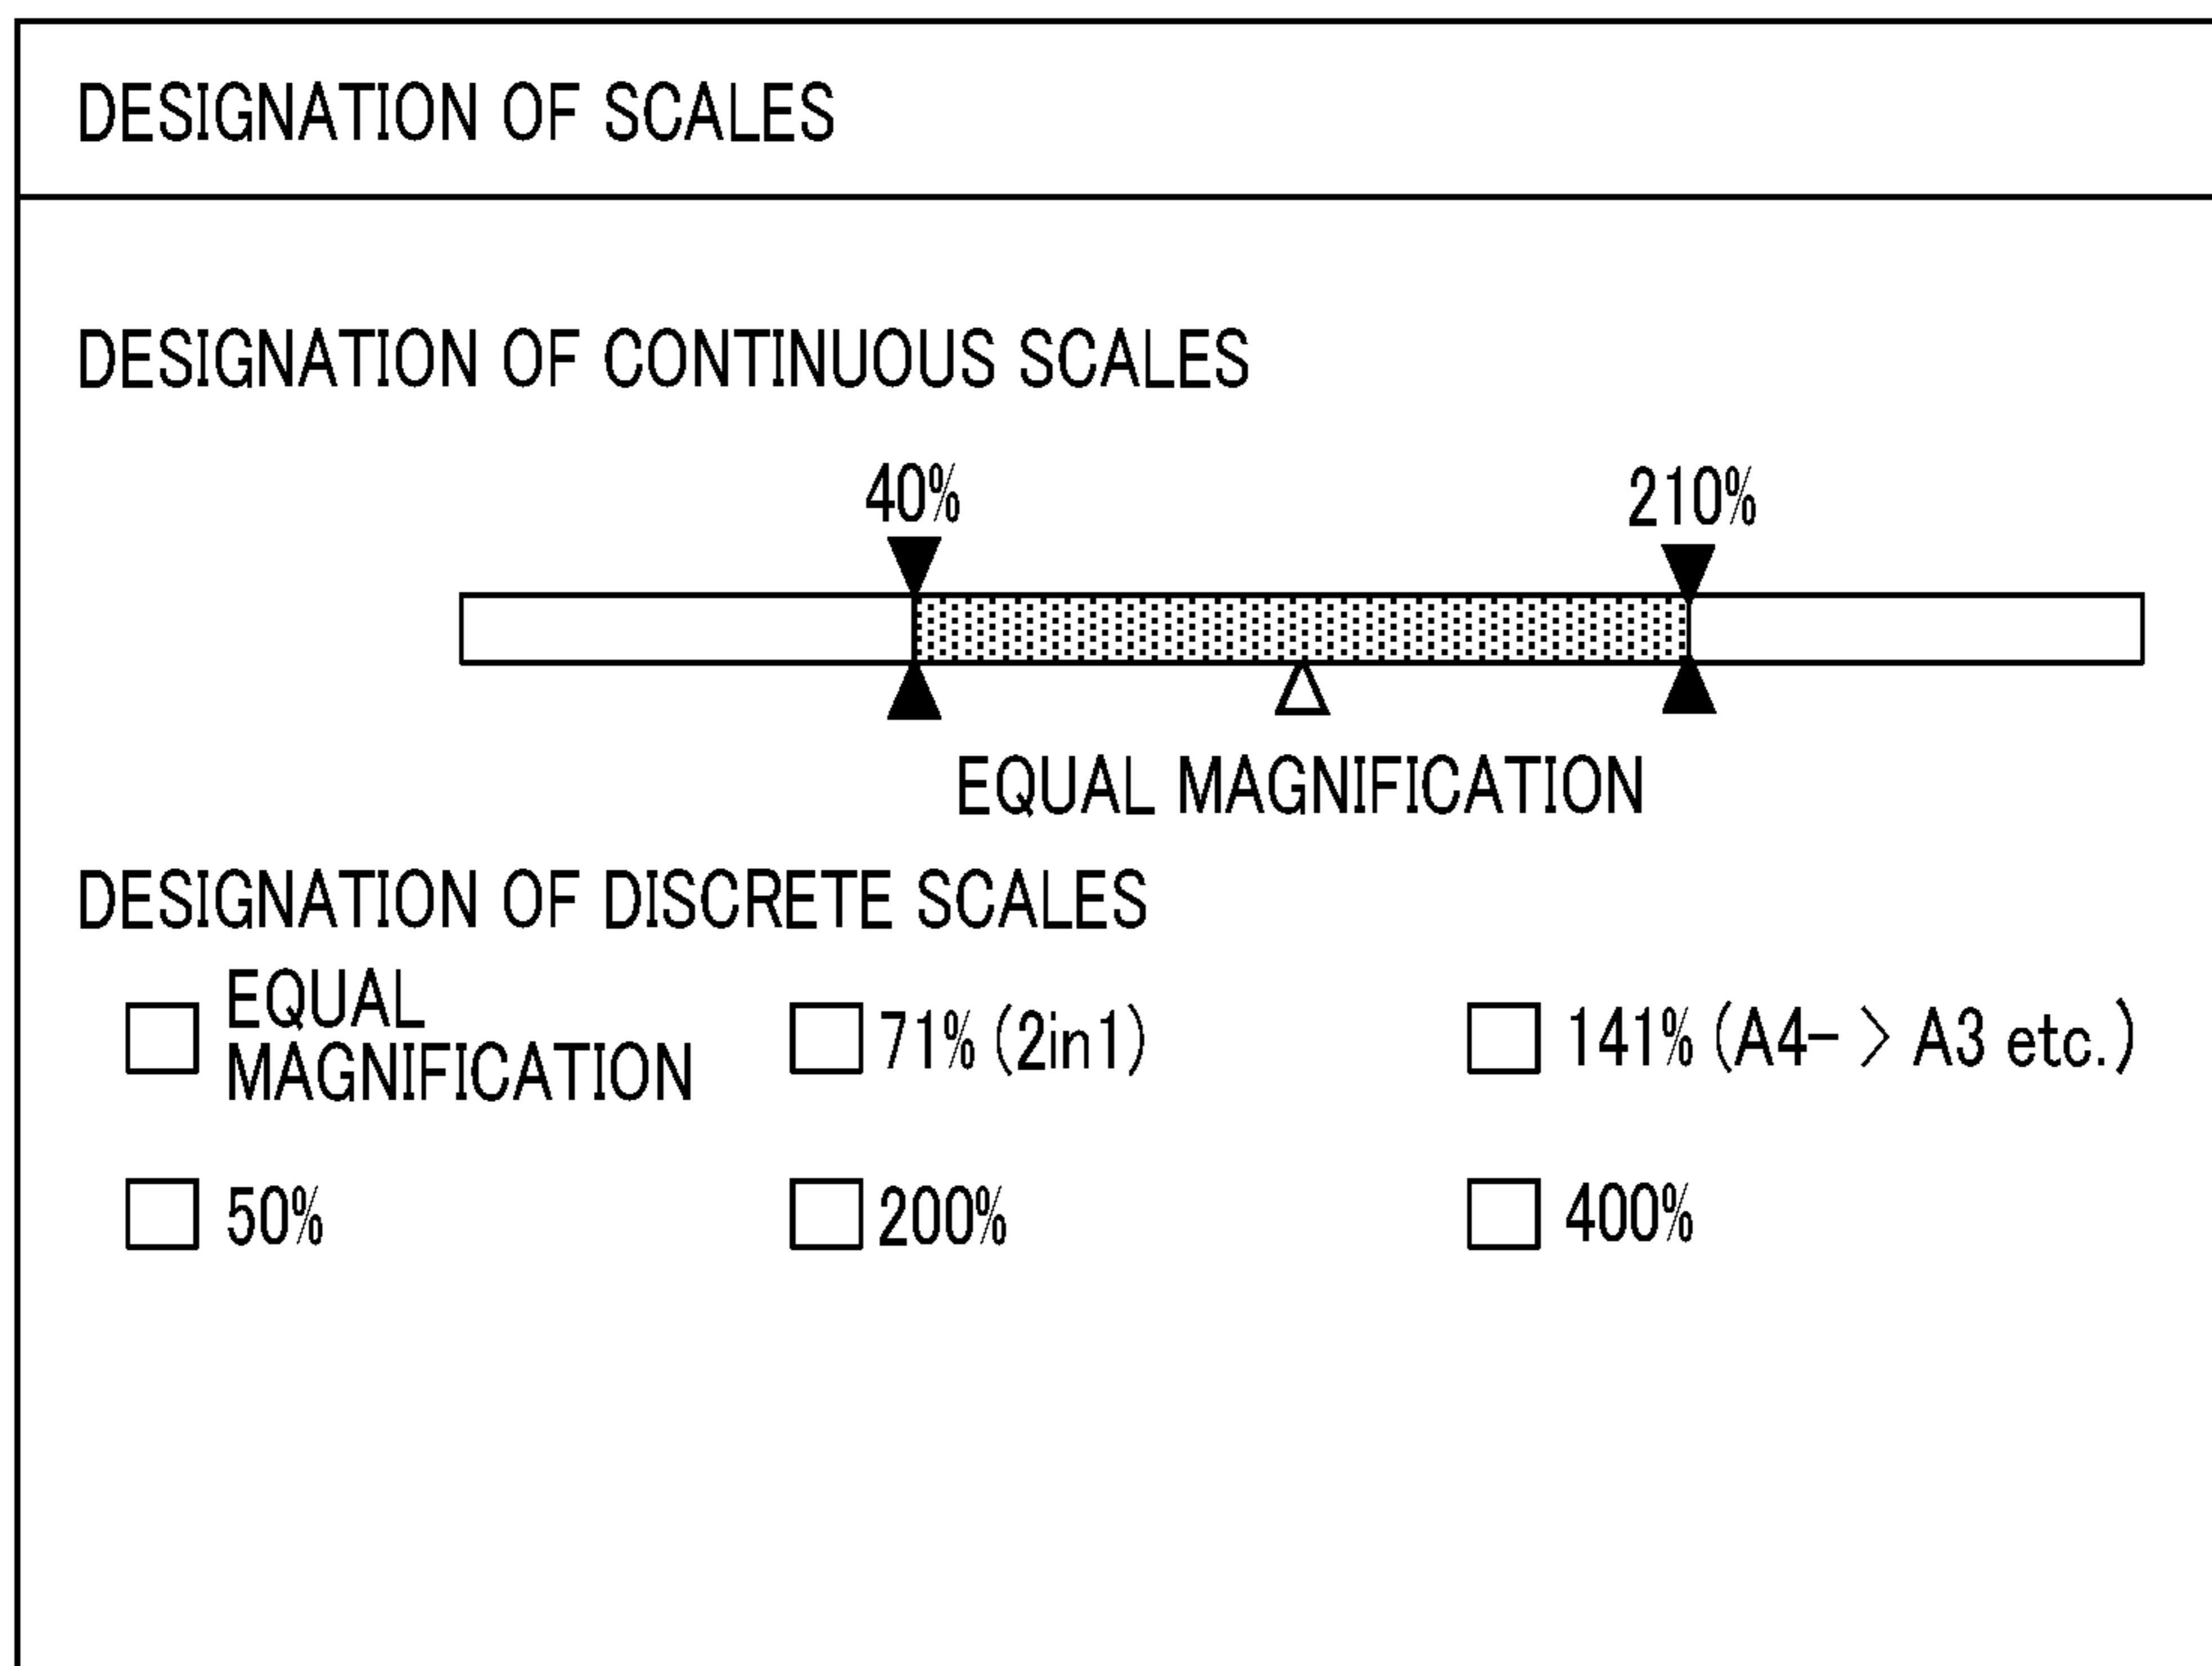 DESIGNATION OF SCALES
DESIGNATION OF CONTINUOUS SCALES
40% 210%
EQUAL MAGNIFICATION
DESIGNATION OF DISCRETE SCALES
EQUAL
MAGNIFICATION
71% (2in1)
141% (A4- > A3 etc.)
50% 200% 400%